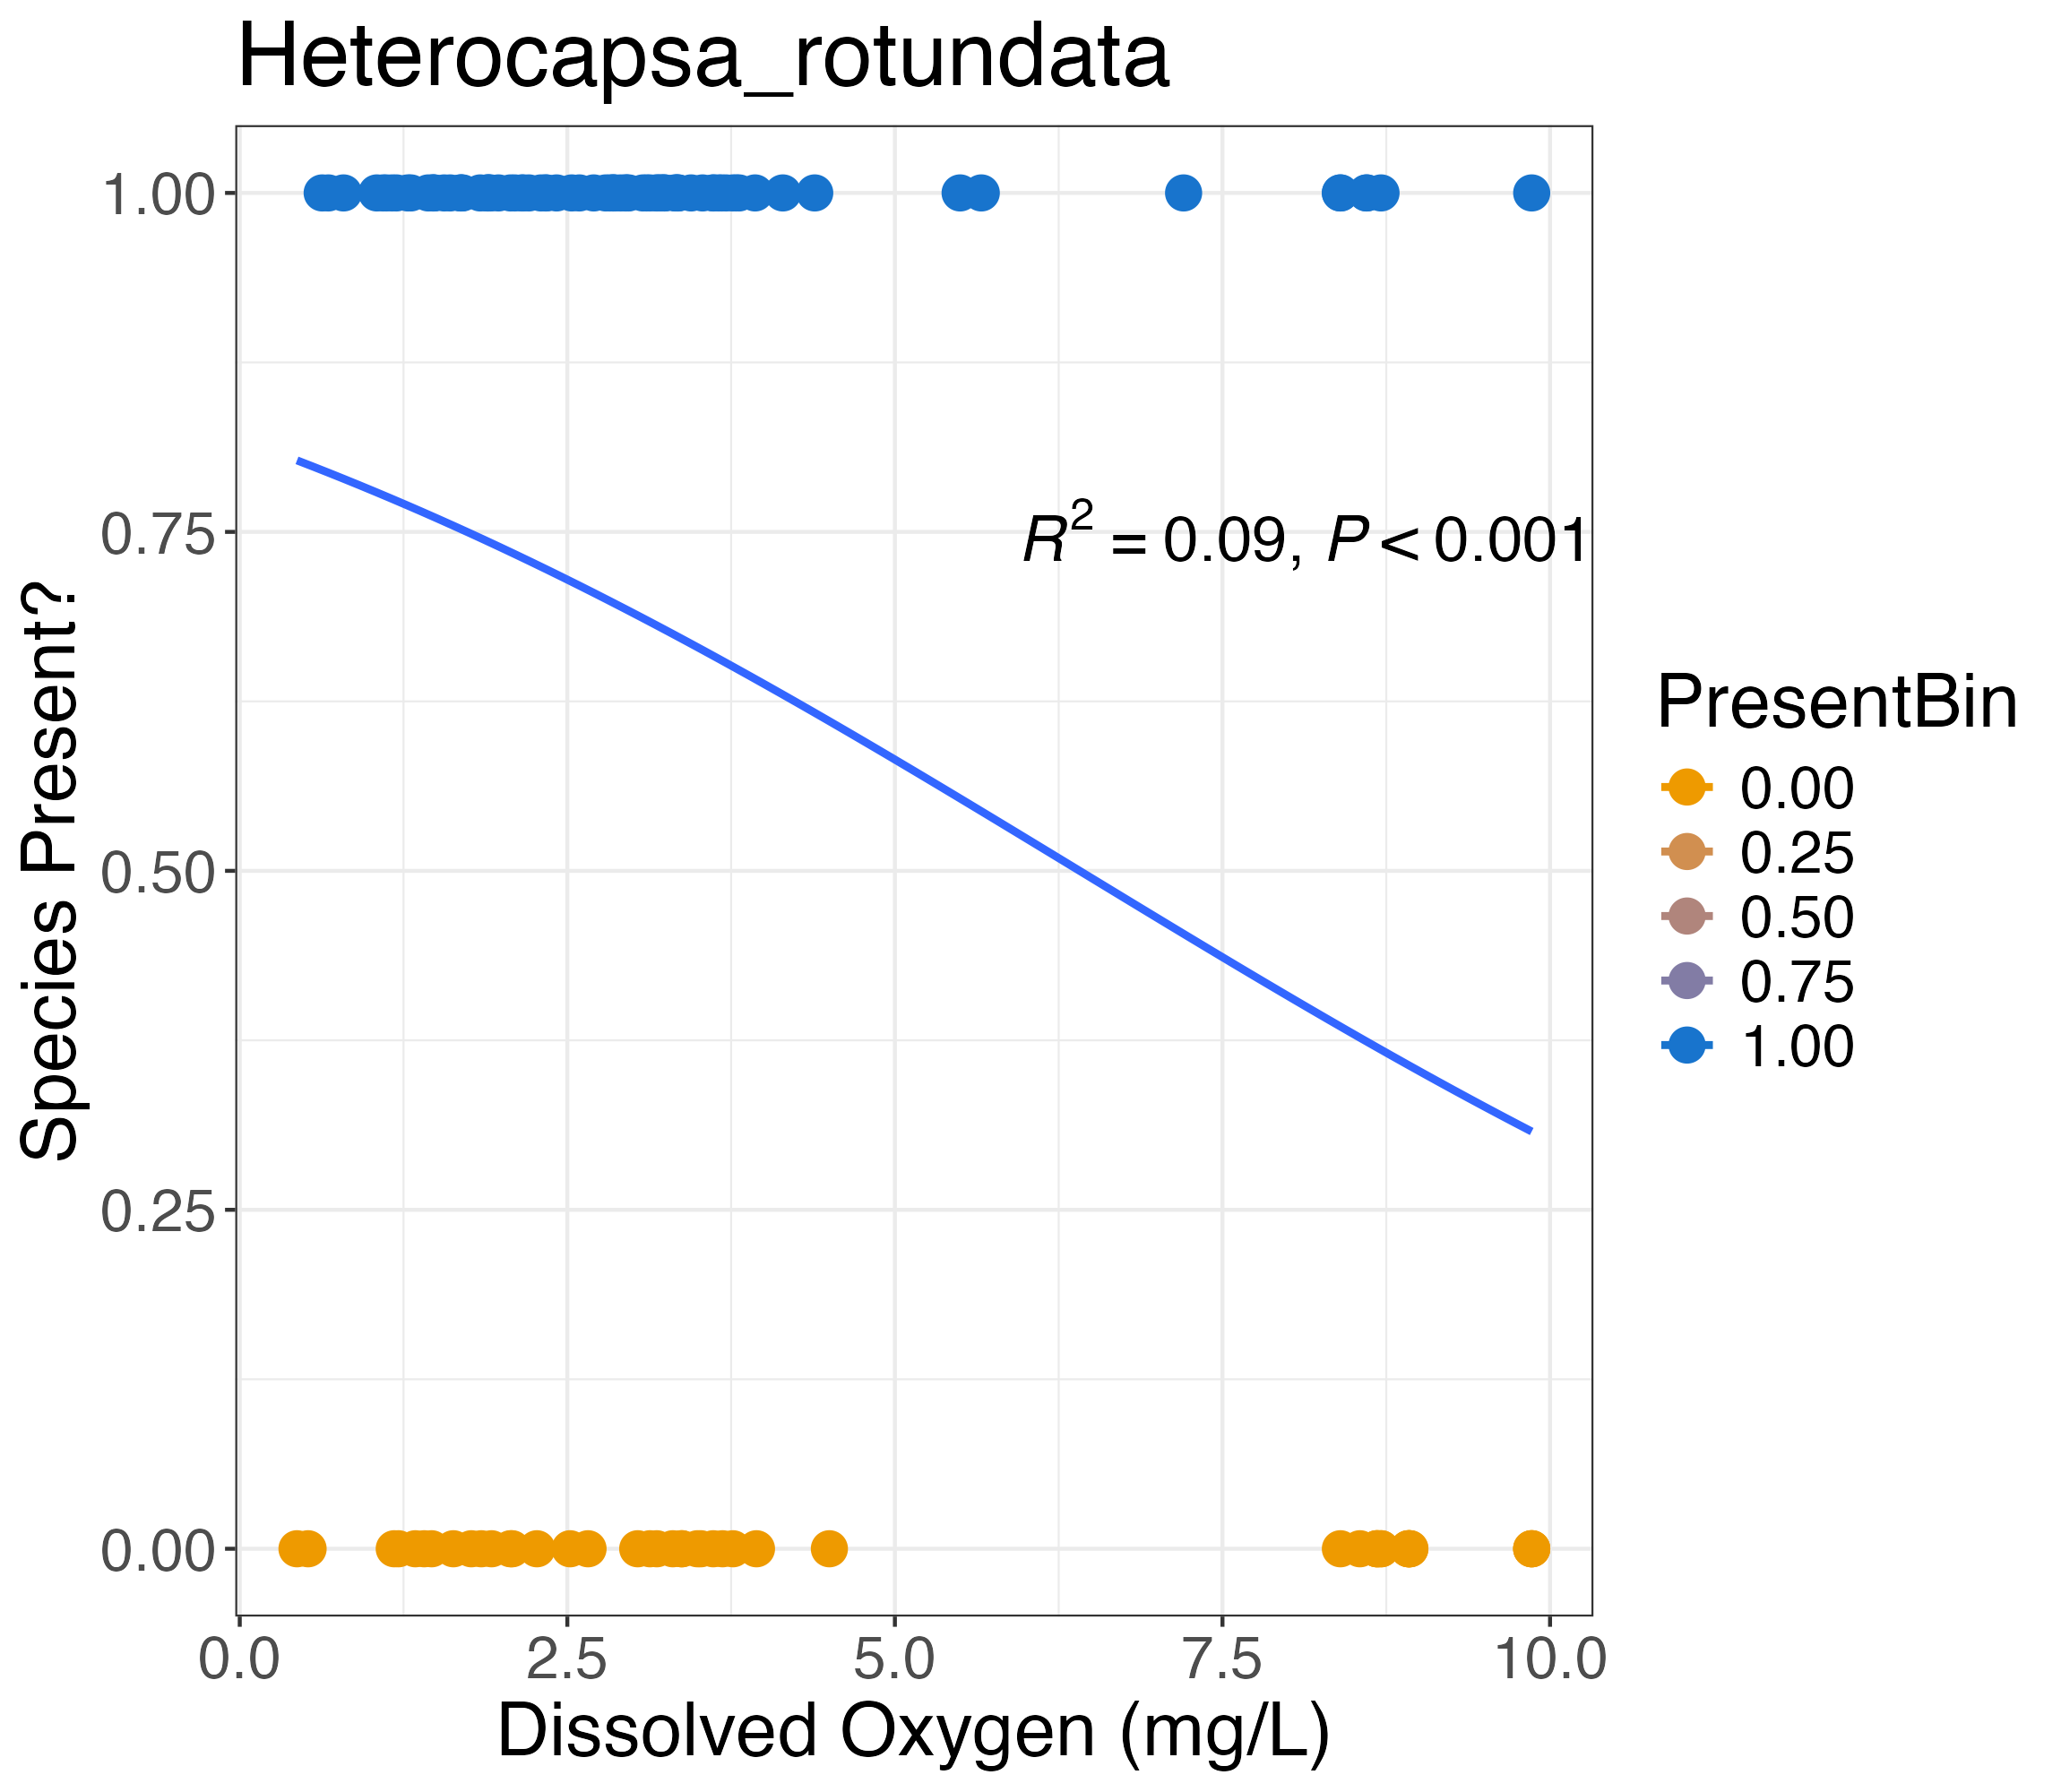 Heterocapsa_rotundata
1.00
0.75
0.50
0.25
0.00
Species Present?
R² = 0.09, P < 0.001
0.0 2.5 5.0 7.5 10.0
Dissolved Oxygen (mg/L)
PresentBin
0.00
0.25
0.50
0.75
1.00